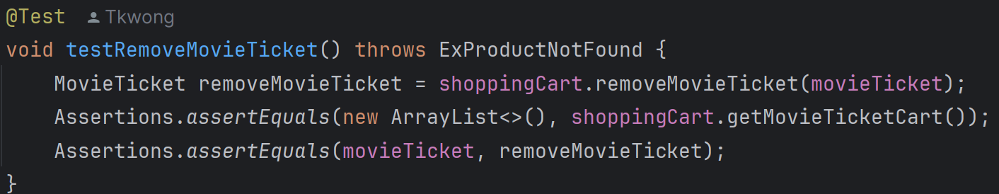 @Test Tkwong
void testRemoveMovieTicket() throws ExProductNotFound {
    MovieTicket removeMovieTicket = shoppingCart.removeMovieTicket(movieTicket);
    Assertions.assertEquals(new ArrayList<>(), shoppingCart.getMovieTicketCart());
    Assertions.assertEquals(movieTicket, removeMovieTicket);
}